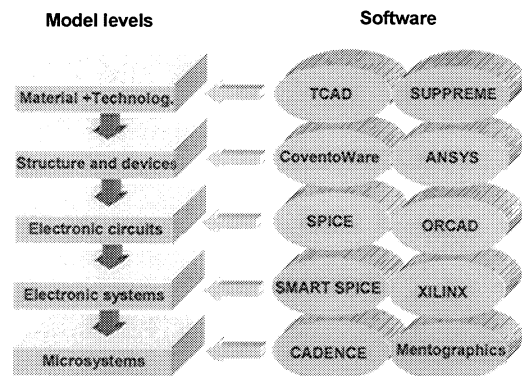 Model levels Software
Material +Technolog. TCAD SUPPREME
Structure and devices CoventoWare ANSYS
Electronic circuits SPICE ORCAD
Electronic systems SMART SPICE XILINX
Microsystems CADENCE Mentographics